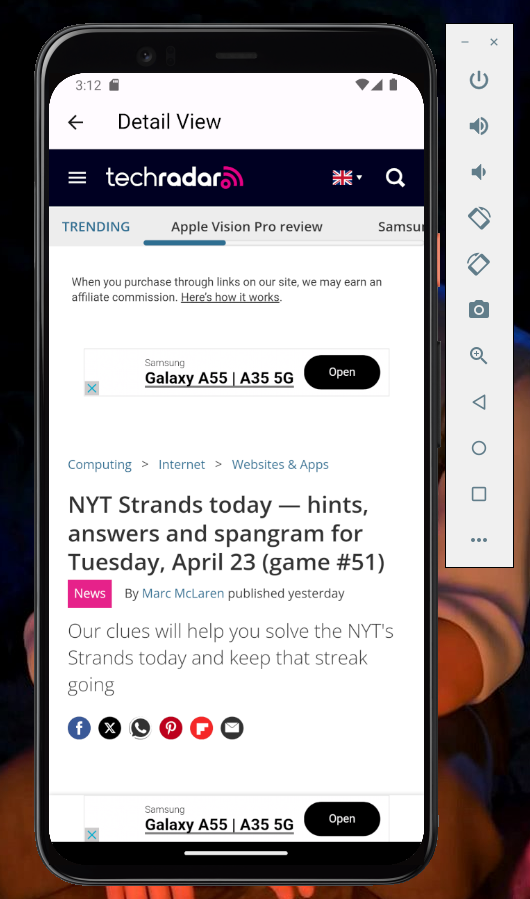 3:12
Detail View
techradar
TRENDING
Apple Vision Pro review
Samsu
When you purchase through links on our site, we may earn an
affiliate commission. Here's how it works.
Samsung
Galaxy A55 | A35 5G
Open
Computing > Internet > Websites & Apps
NYT Strands today — hints,
answers and spangram for
Tuesday, April 23 (game #51)
News By Marc McLaren published yesterday
Our clues will help you solve the NYT's
Strands today and keep that streak
going
Samsung
Galaxy A55 | A35 5G
Open